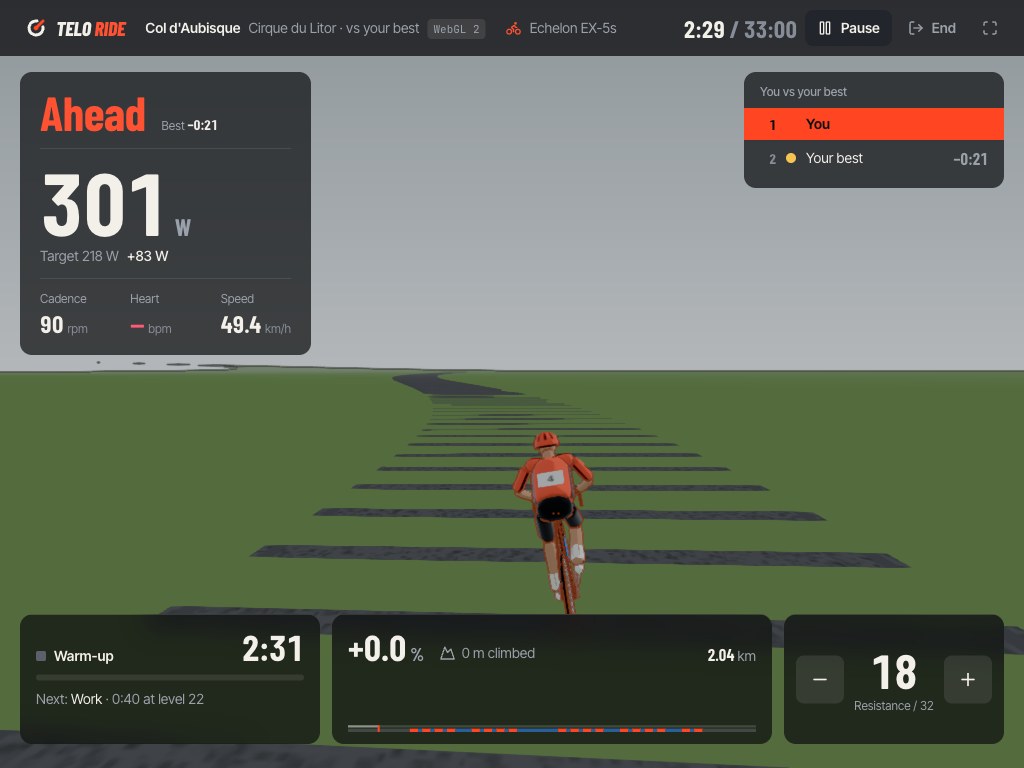 TELO RIDE Col d'Aubisque Cirque du Litor · vs your best WebGL 2 Echelon EX-5s 2:29 / 33:00 Pause End
Ahead Best −0:21
301 W
Target 218 W +83 W
Cadence Heart Speed
90 rpm — bpm 49.4 km/h
You vs your best
1 You
2 Your best −0:21
4
Warm-up 2:31
Next: Work · 0:40 at level 22
+0.0 % 0 m climbed 2.04 km
− 18 +
Resistance / 32